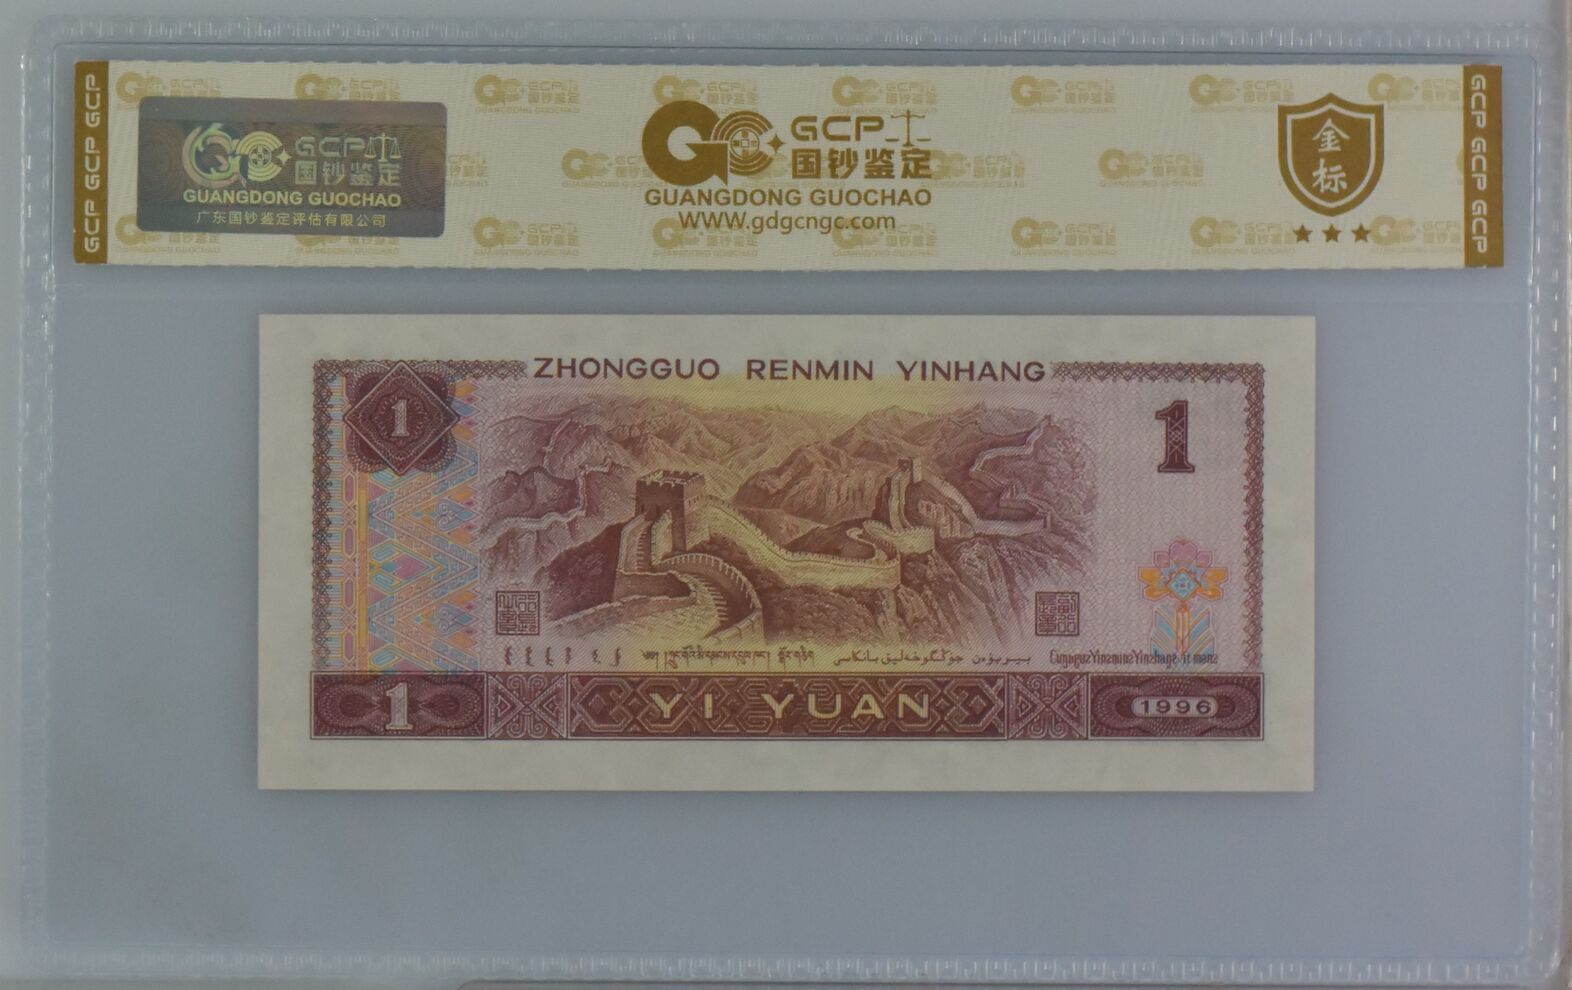 GCP GCP GCP
GCP
国钞鉴定
GUANGDONG GUOCHAO
广东国钞鉴定评估有限公司
GCP
国钞鉴定
GUANGDONG GUOCHAO
WWW.gdgcngc.com
金标
GCP GCP GCP
ZHONGGUO RENMIN YINHANG
1
1
1
YI YUAN
1996